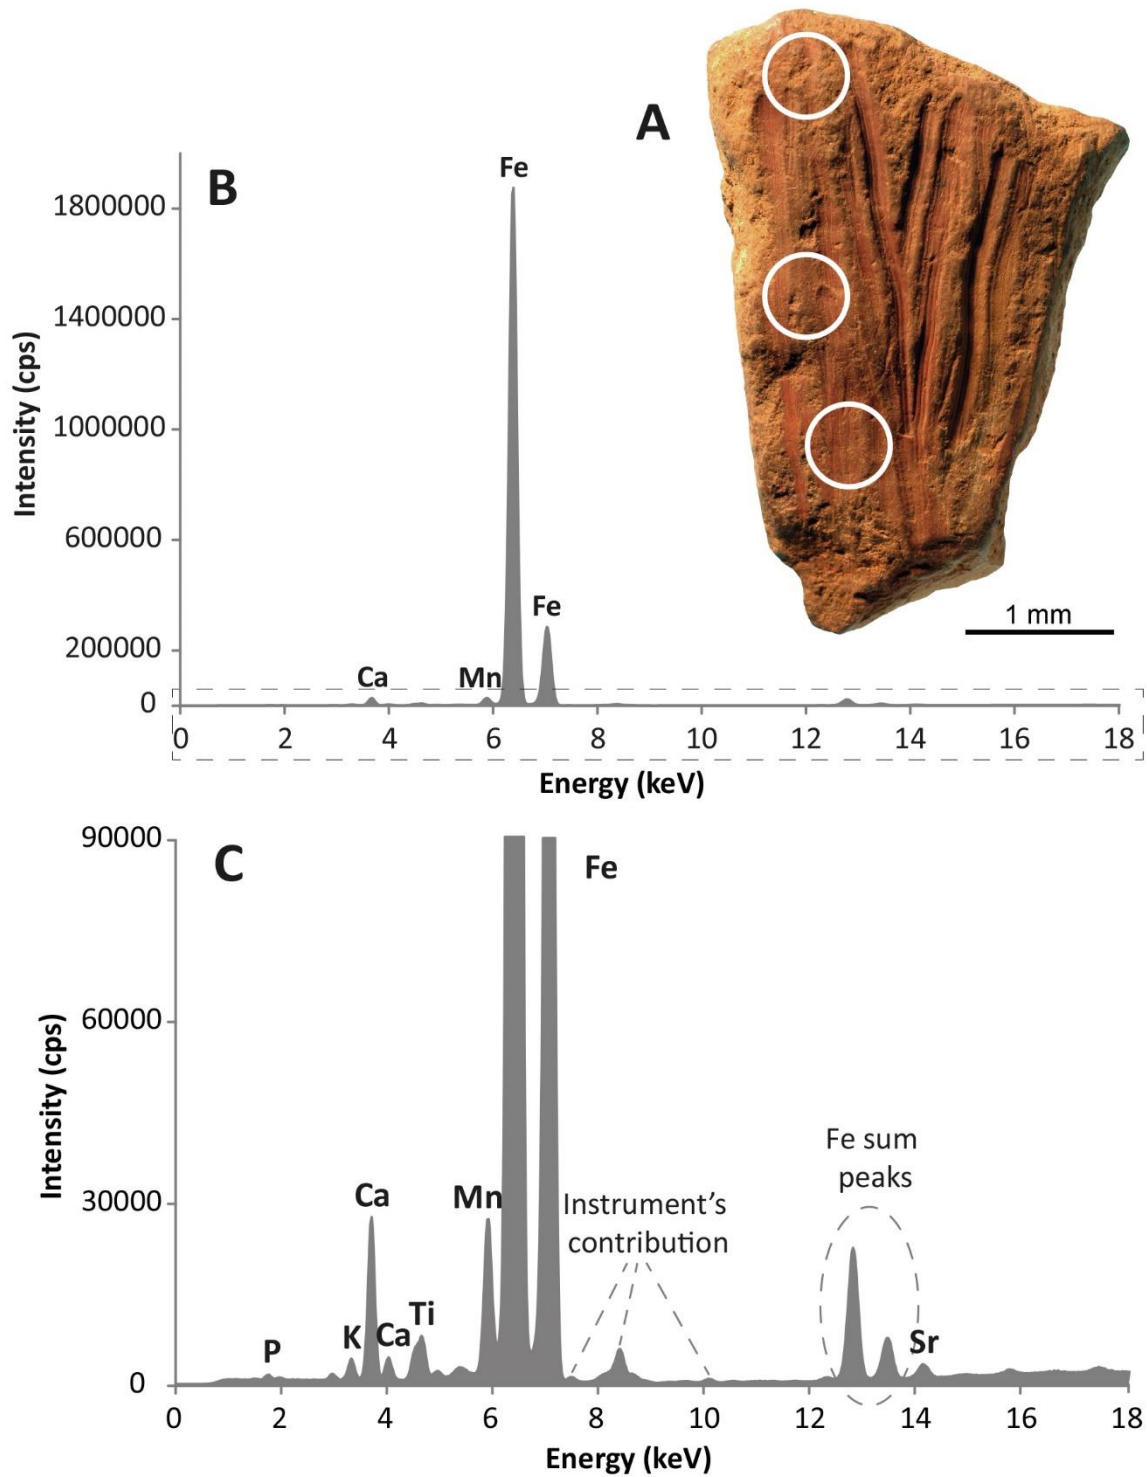 A
B
Fe
1800000
1400000
1000000
600000
200000
0
Intensity (cps)
Fe
Ca
Mn
1 mm
0 2 4 6 8 10 12 14 16 18
Energy (keV)
C
90000
60000
30000
0
Intensity (cps)
Fe
Fe sum
peaks
Instrument's
contribution
Ca
Mn
P
K
Ca
Ti
Sr
0 2 4 6 8 10 12 14 16 18
Energy (keV)